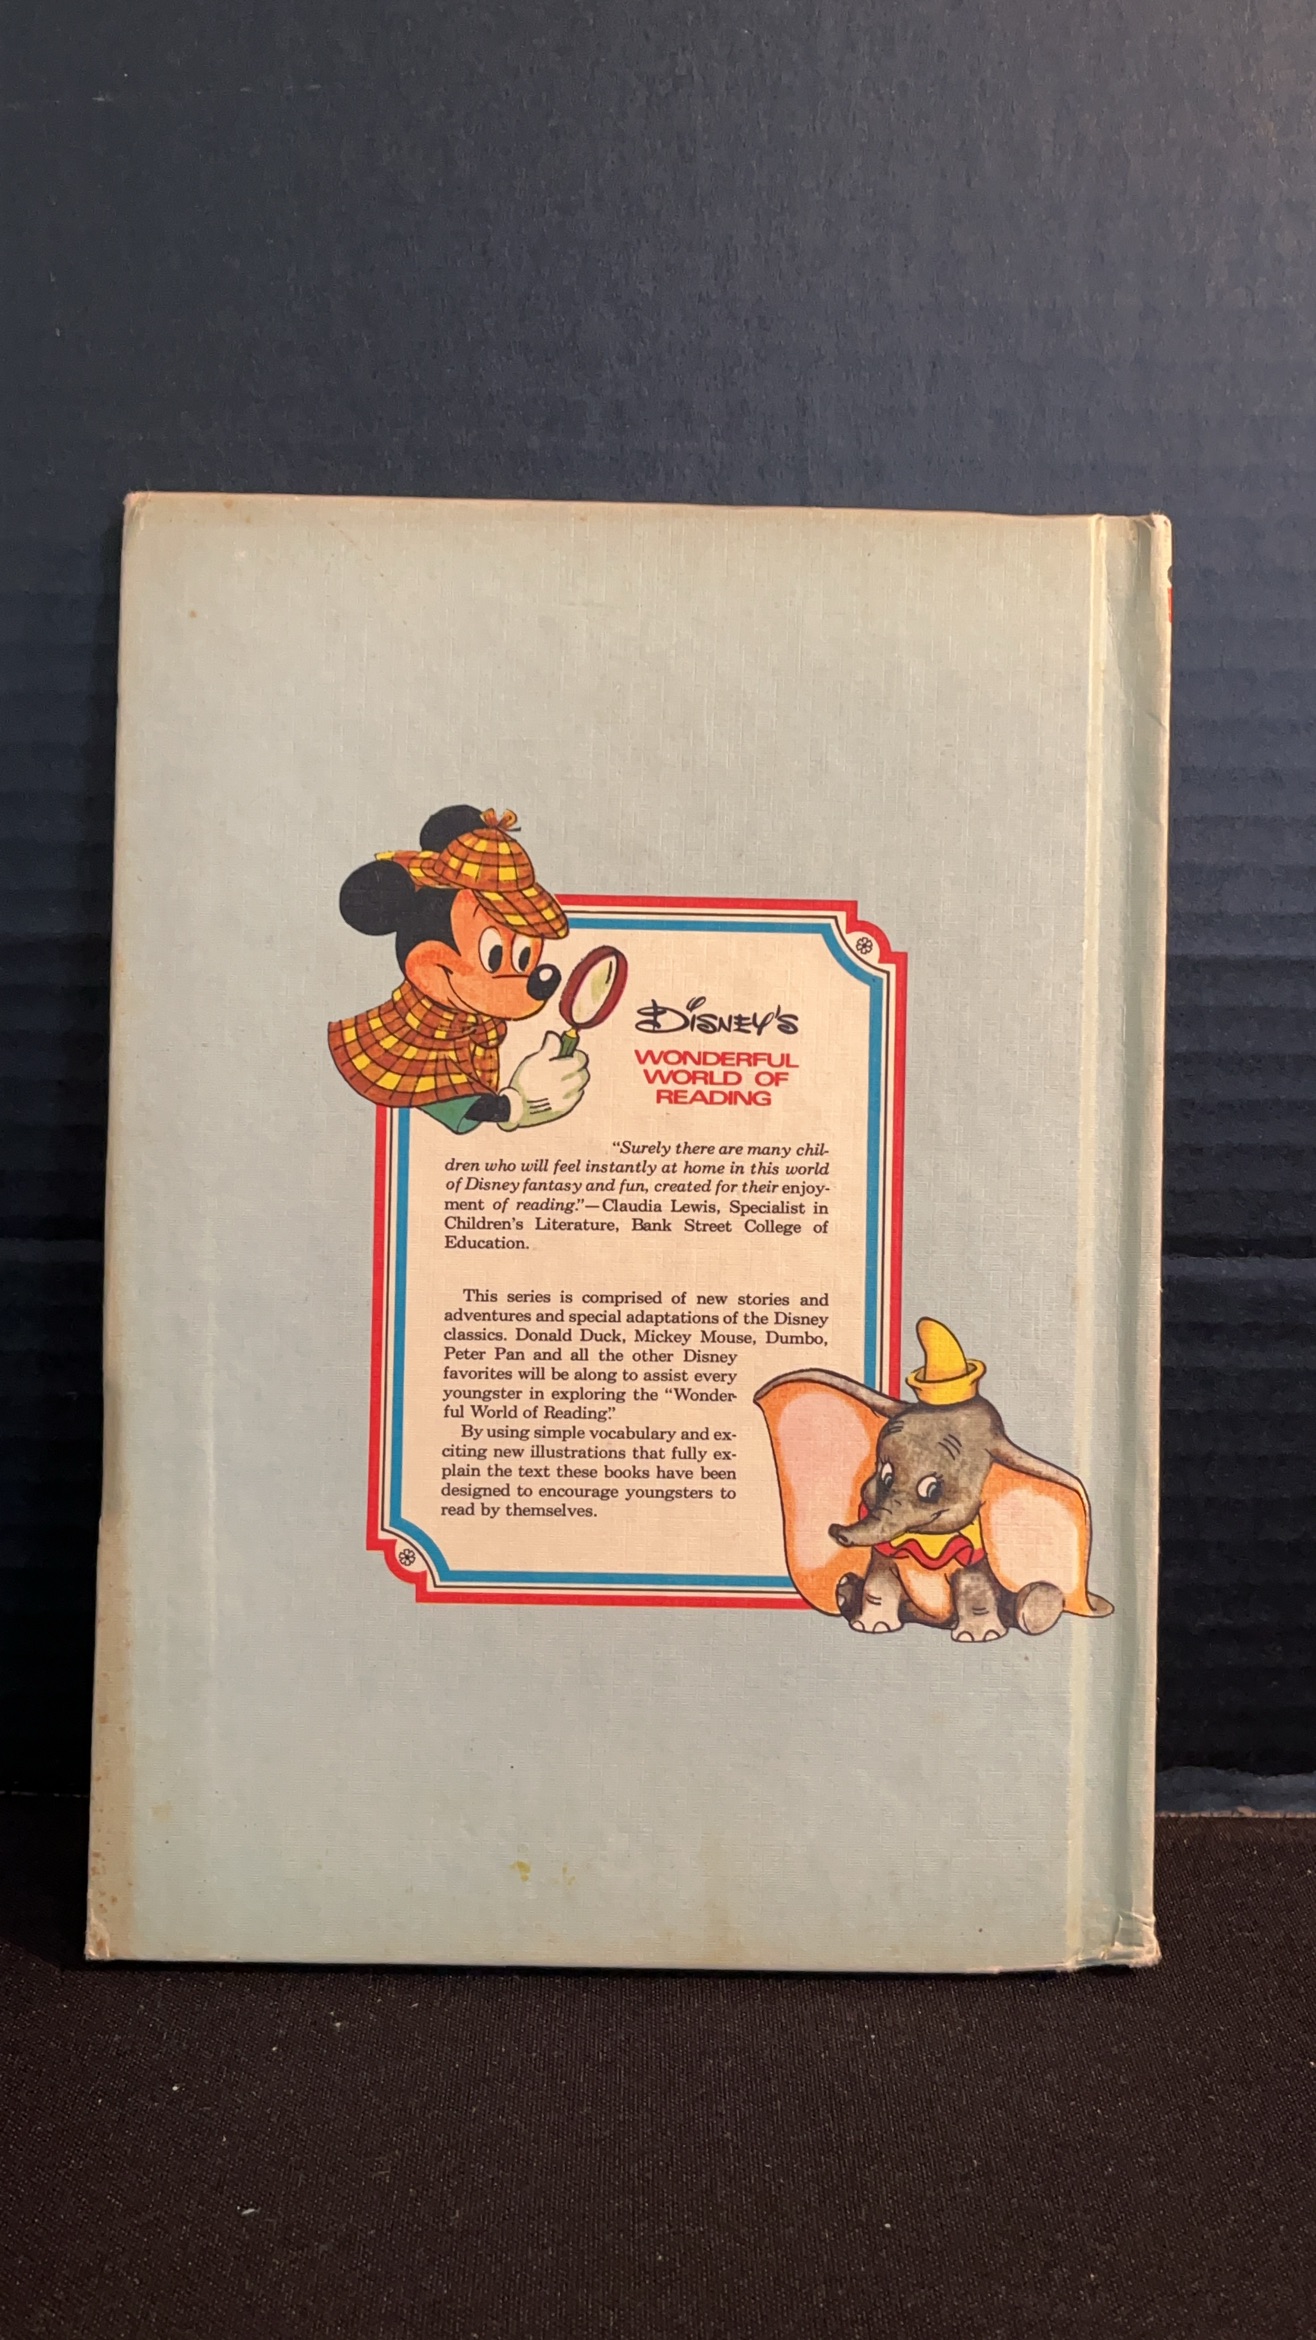 Disney's
WONDERFUL
WORLD OF
READING
“Surely there are many chil-
dren who will feel instantly at home in this world
of Disney fantasy and fun, created for their enjoy-
ment of reading.”—Claudia Lewis, Specialist in
Children's Literature, Bank Street College of
Education.
This series is comprised of new stories and
adventures and special adaptations of the Disney
classics. Donald Duck, Mickey Mouse, Dumbo,
Peter Pan and all the other Disney
favorites will be along to assist every
youngster in exploring the “Wonder-
ful World of Reading.”
By using simple vocabulary and ex-
citing new illustrations that fully ex-
plain the text these books have been
designed to encourage youngsters to
read by themselves.